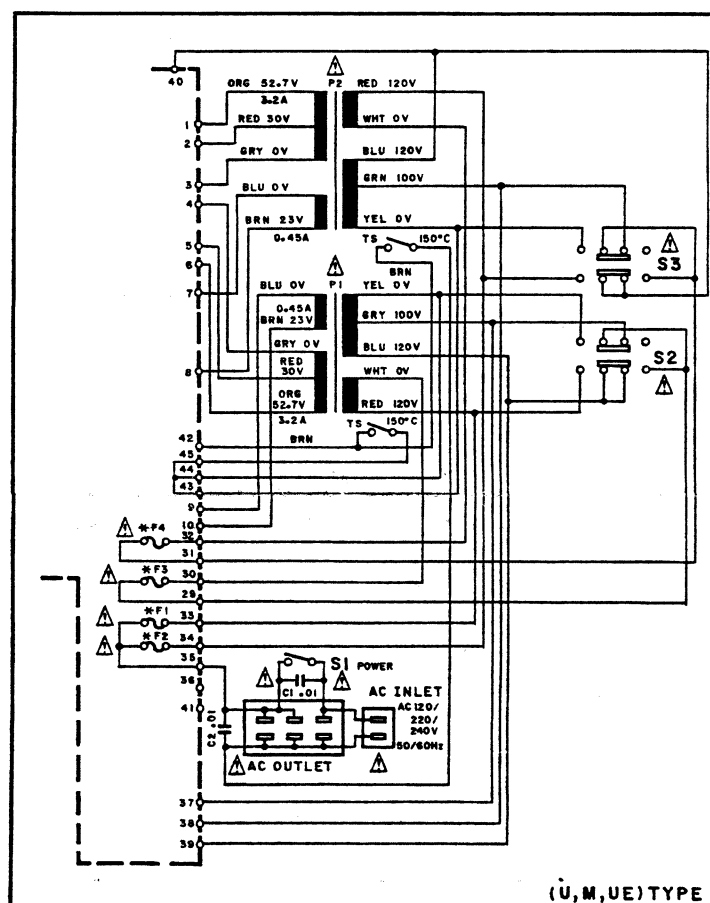 40
ORG 52.7V
3.2A
P2
RED 120V
RED 30V
WHT 0V
1
2
GRY 0V
BLU 120V
3
BLU 0V
GRN 100V
4
BRN 23V
YEL 0V
0.45A
TS
150°C
5
S3
6
BRN
P1
BLU 0V
YEL 0V
7
0.45A
BRN 23V
GRY 100V
GRY 0V
BLU 120V
S2
RED
30V
WHT 0V
8
ORG
52.7V
RED 120V
3.2A
TS
150°C
42
BRN
45
44
43
9
10
*F4
32
31
*F3
30
29
*F1
33
*F2
34
35
S1 POWER
36
C1 .01
AC INLET
41
AC120/
220/
240V
50/60Hz
C2 .01
AC OUTLET
37
38
39
(U,M,UE)TYPE